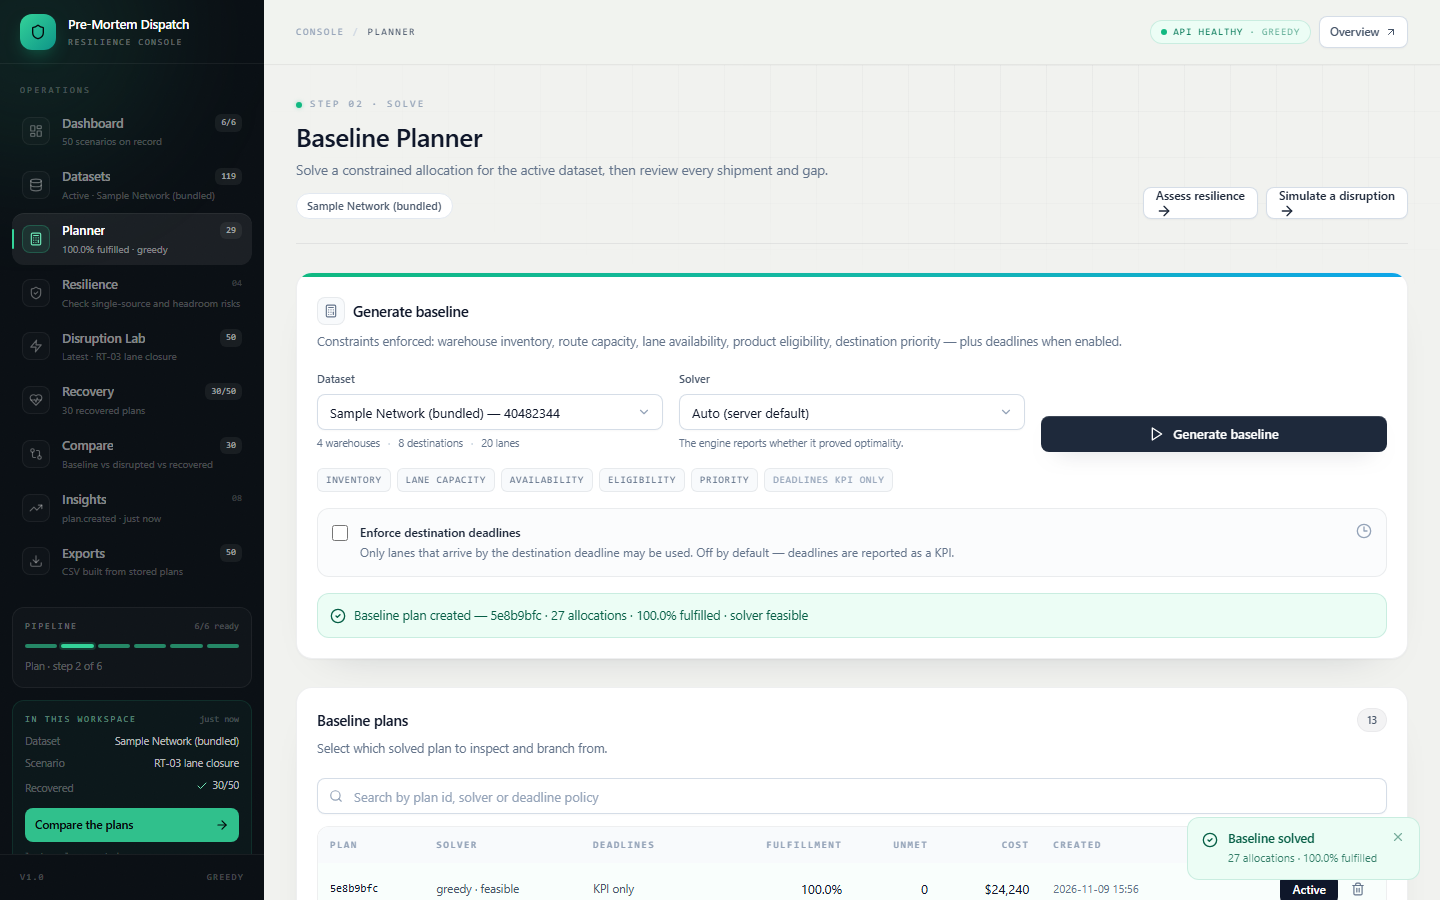 Pre-Mortem Dispatch
RESILIENCE CONSOLE
OPERATIONS
Dashboard 6/6
50 scenarios on record
Datasets 119
Active · Sample Network (bundled)
Planner 29
100.0% fulfilled · greedy
Resilience 04
Check single-source and headroom risks
Disruption Lab 50
Latest · RT-03 lane closure
Recovery 30/50
30 recovered plans
Compare 30
Baseline vs disrupted vs recovered
Insights 08
plan.created · just now
Exports 50
CSV built from stored plans
PIPELINE 6/6 ready
Plan · step 2 of 6
IN THIS WORKSPACE just now
Dataset Sample Network (bundled)
Scenario RT-03 lane closure
Recovered 30/50
Compare the plans
V1.0 GREEDY
CONSOLE / PLANNER
API HEALTHY · GREEDY
Overview
STEP 02 · SOLVE
Baseline Planner
Solve a constrained allocation for the active dataset, then review every shipment and gap.
Sample Network (bundled)
Assess resilience
Simulate a disruption
Generate baseline
Constraints enforced: warehouse inventory, route capacity, lane availability, product eligibility, destination priority — plus deadlines when enabled.
Dataset
Sample Network (bundled) — 40482344
4 warehouses · 8 destinations · 20 lanes
Solver
Auto (server default)
The engine reports whether it proved optimality.
Generate baseline
INVENTORY LANE CAPACITY AVAILABILITY ELIGIBILITY PRIORITY DEADLINES KPI ONLY
Enforce destination deadlines
Only lanes that arrive by the destination deadline may be used. Off by default — deadlines are reported as a KPI.
Baseline plan created — 5e8b9bfc · 27 allocations · 100.0% fulfilled · solver feasible
Baseline plans 13
Select which solved plan to inspect and branch from.
Search by plan id, solver or deadline policy
PLAN SOLVER DEADLINES FULFILLMENT UNMET COST CREATED
5e8b9bfc greedy · feasible KPI only 100.0% 0 $24,240 2026-11-09 15:56 Active
Baseline solved
27 allocations · 100.0% fulfilled